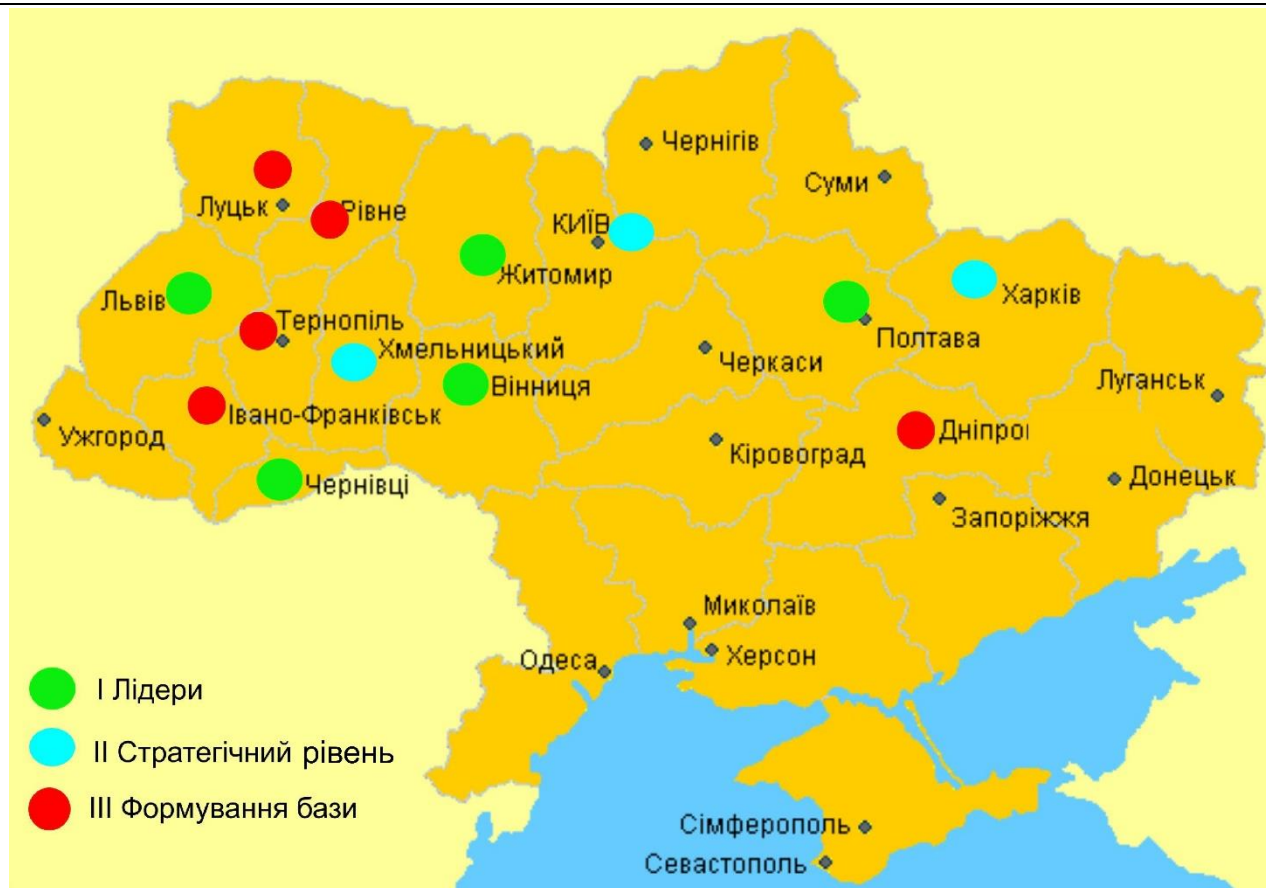 Чернігів
Суми
Луцьк
Рівне
КИЇВ
Житомир
Харків
Львів
Тернопіль
Полтава
Хмельницький
Черкаси
Вінниця
Луганськ
Івано-Франківськ
Ужгород
Дніпро
Кіровоград
Чернівці
Донецьк
Запоріжжя
Миколаїв
Херсон
Одеса
І Лідери
ІІ Стратегічний рівень
ІІІ Формування бази
Сімферополь
Севастополь